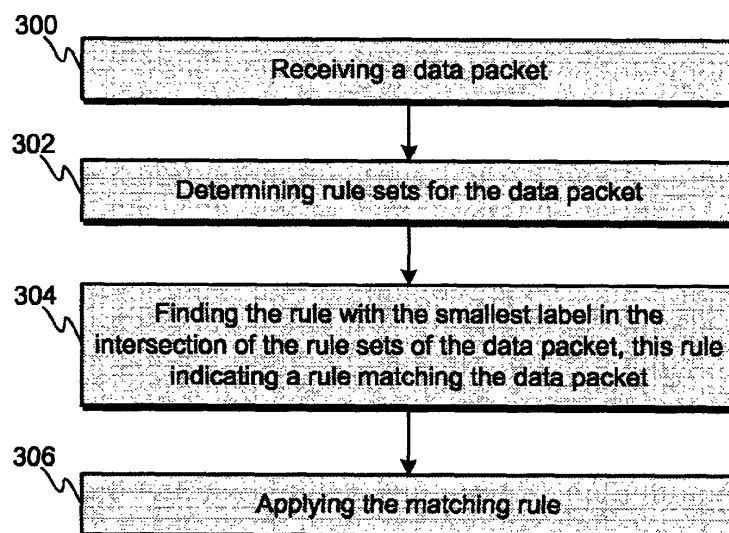 300
Receiving a data packet
302
Determining rule sets for the data packet
304
Finding the rule with the smallest label in the
intersection of the rule sets of the data packet, this rule
indicating a rule matching the data packet
306
Applying the matching rule